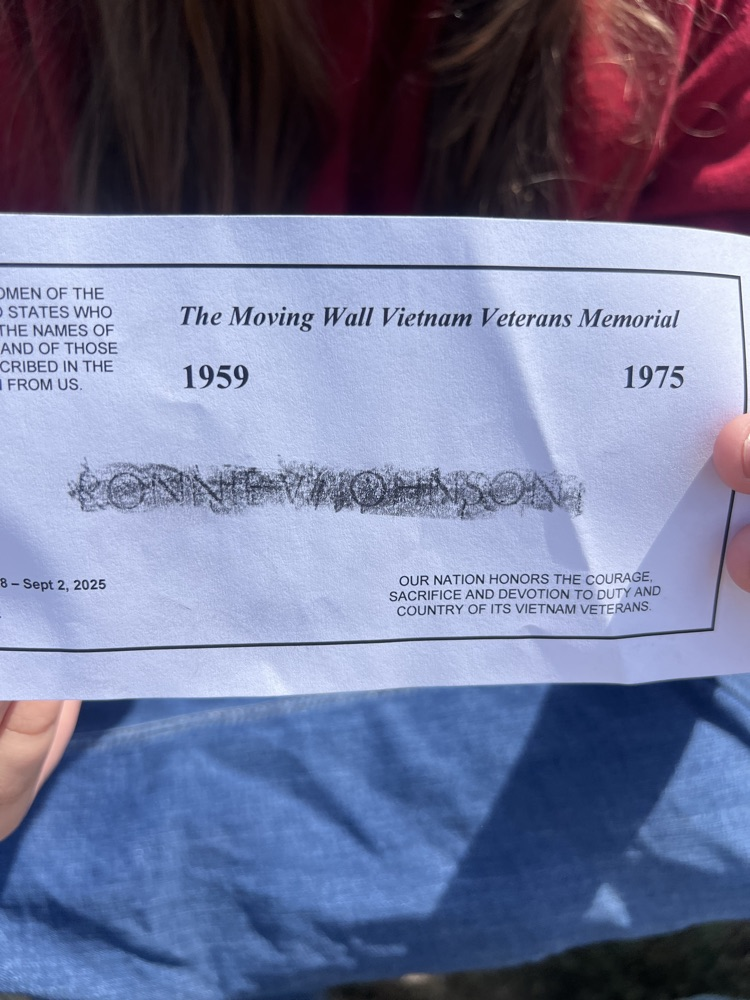 OMEN OF THE
STATES WHO
THE NAMES OF
AND OF THOSE
CRIBED IN THE
FROM US.
The Moving Wall Vietnam Veterans Memorial
1959 1975
RONNIE V JOHNSON
8 – Sept 2, 2025
OUR NATION HONORS THE COURAGE,
SACRIFICE AND DEVOTION TO DUTY AND
COUNTRY OF ITS VIETNAM VETERANS.